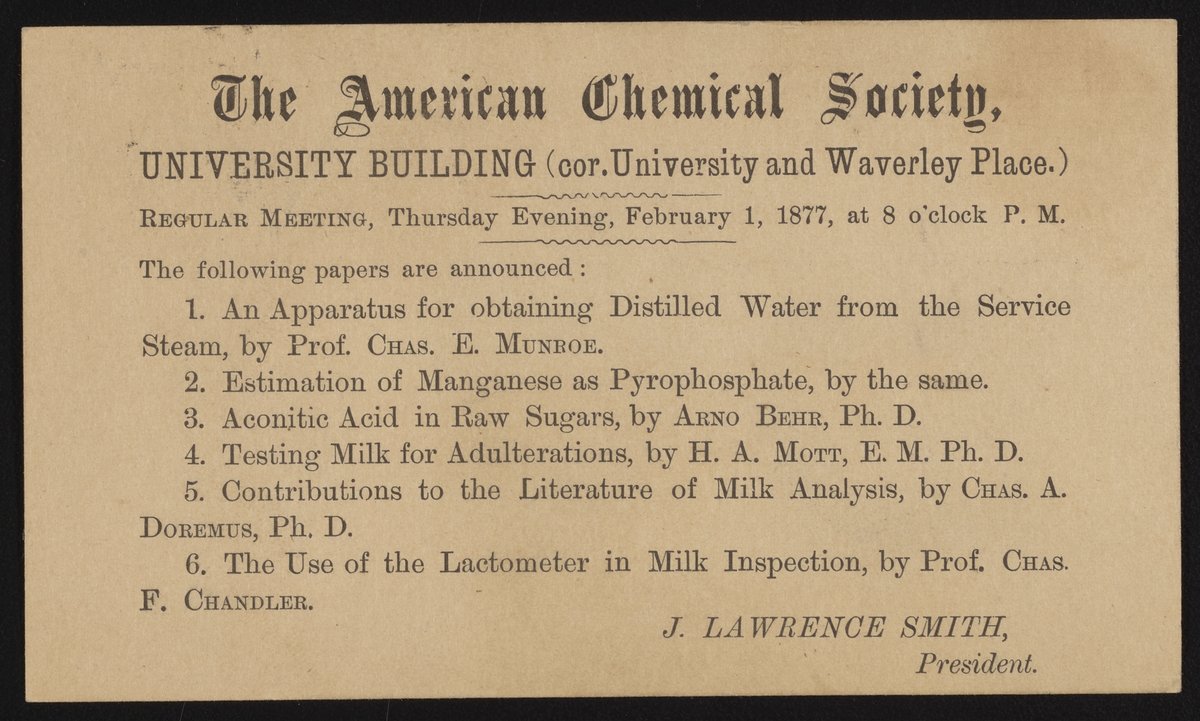 The American Chemical Society,
UNIVERSITY BUILDING (cor. University and Waverley Place.)
REGULAR MEETING, Thursday Evening, February 1, 1877, at 8 o'clock P. M.
The following papers are announced :
1. An Apparatus for obtaining Distilled Water from the Service
Steam, by Prof. CHAS. E. MUNROE.
2. Estimation of Manganese as Pyrophosphate, by the same.
3. Aconitic Acid in Raw Sugars, by ARNO BEHR, Ph. D.
4. Testing Milk for Adulterations, by H. A. MOTT, E. M. Ph. D.
5. Contributions to the Literature of Milk Analysis, by CHAS. A.
DOREMUS, Ph. D.
6. The Use of the Lactometer in Milk Inspection, by Prof. CHAS.
F. CHANDLER.
J. LAWRENCE SMITH,
President.